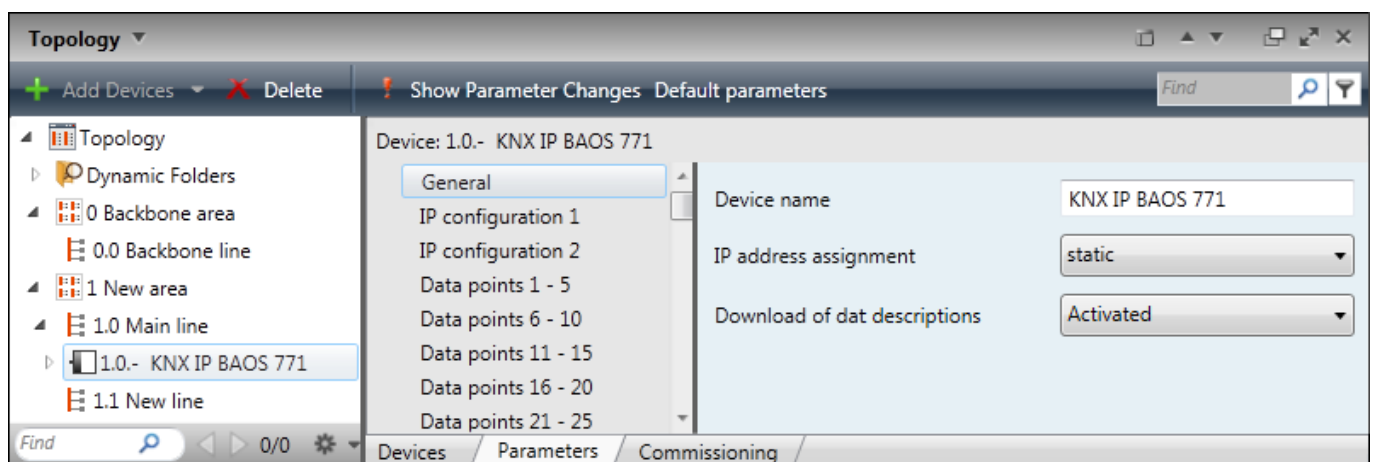 Topology
Add Devices Delete Show Parameter Changes Default parameters Find
Topology
Dynamic Folders
0 Backbone area
0.0 Backbone line
1 New area
1.0 Main line
1.0.- KNX IP BAOS 771
1.1 New line
Find 0/0
Device: 1.0.- KNX IP BAOS 771
General
IP configuration 1
IP configuration 2
Data points 1 - 5
Data points 6 - 10
Data points 11 - 15
Data points 16 - 20
Data points 21 - 25
Device name KNX IP BAOS 771
IP address assignment static
Download of dat descriptions Activated
Devices Parameters Commissioning